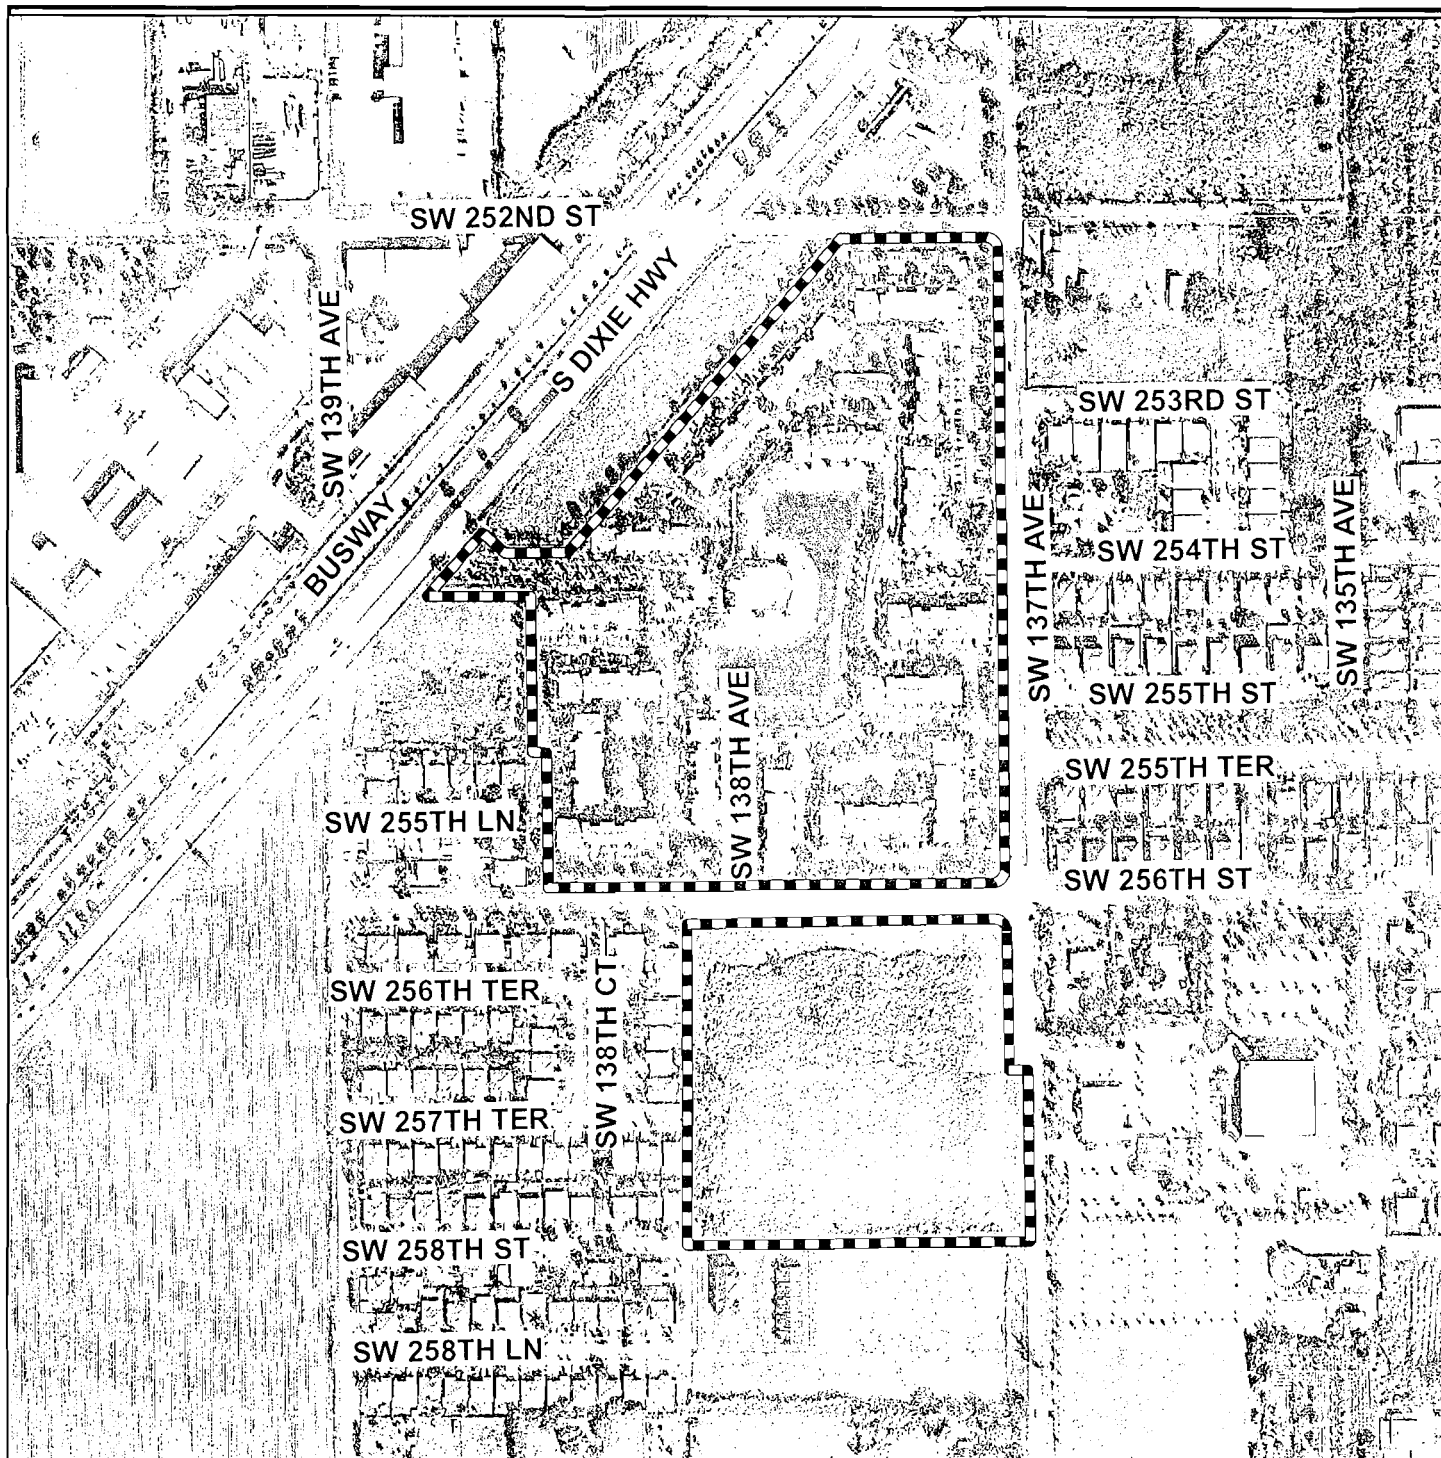 SW 252ND ST
S DIXIE HWY
SW 139TH AVE
BUSWAY
SW 253RD ST
SW 137TH AVE
SW 254TH ST
SW 135TH AVE
SW 255TH ST
SW 138TH AVE
SW 255TH TER
SW 255TH LN
SW 256TH ST
SW 256TH TER
SW 138TH CT
SW 257TH TER
SW 258TH ST
SW 258TH LN